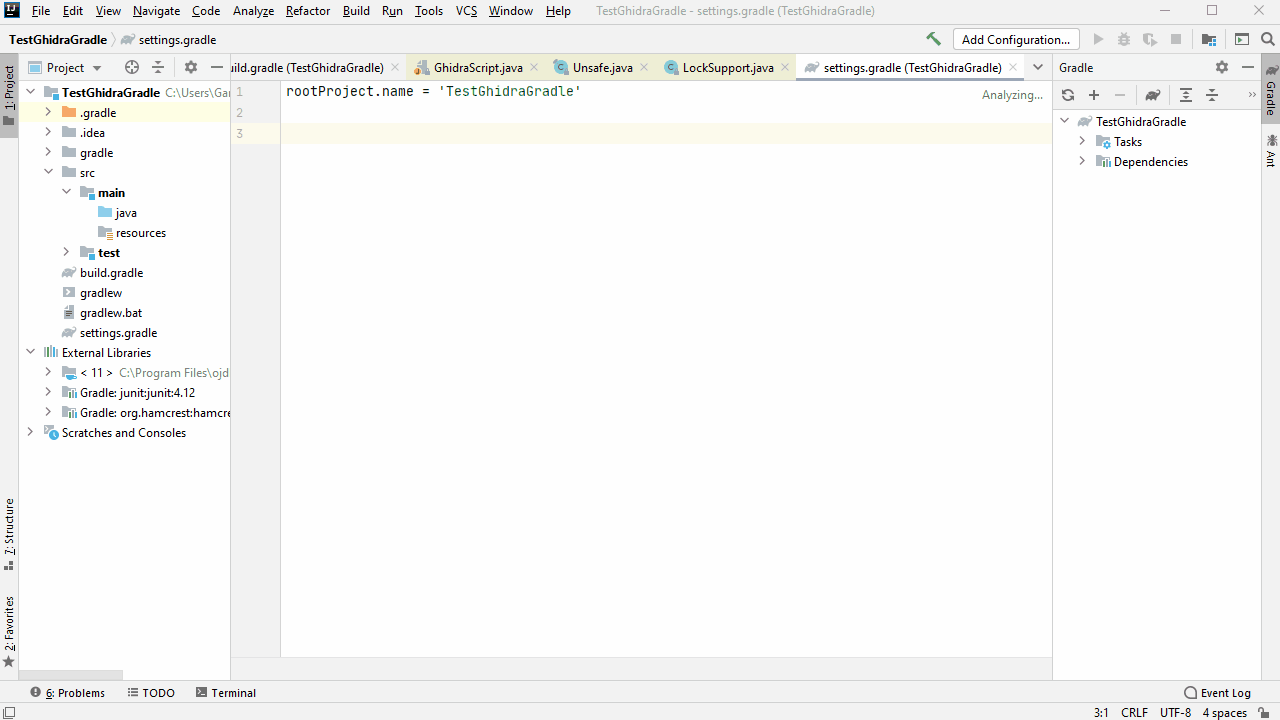 File Edit View Navigate Code Analyze Refactor Build Run Tools VCS Window Help TestGhidraGradle - settings.gradle (TestGhidraGradle)
TestGhidraGradle settings.gradle Add Configuration...
1: Project
Project
TestGhidraGradle C:\Users\Gar
.gradle
.idea
gradle
src
main
java
resources
test
build.gradle
gradlew
gradlew.bat
settings.gradle
External Libraries
< 11 > C:\Program Files\ojd
Gradle: junit:junit:4.12
Gradle: org.hamcrest:hamcre
Scratches and Consoles
7: Structure
2: Favorites
uild.gradle (TestGhidraGradle) GhidraScript.java Unsafe.java LockSupport.java settings.gradle (TestGhidraGradle)
1 rootProject.name = 'TestGhidraGradle'
2
3
Analyzing...
Gradle
TestGhidraGradle
Tasks
Dependencies
Gradle
Ant
6: Problems TODO Terminal Event Log
3:1 CRLF UTF-8 4 spaces